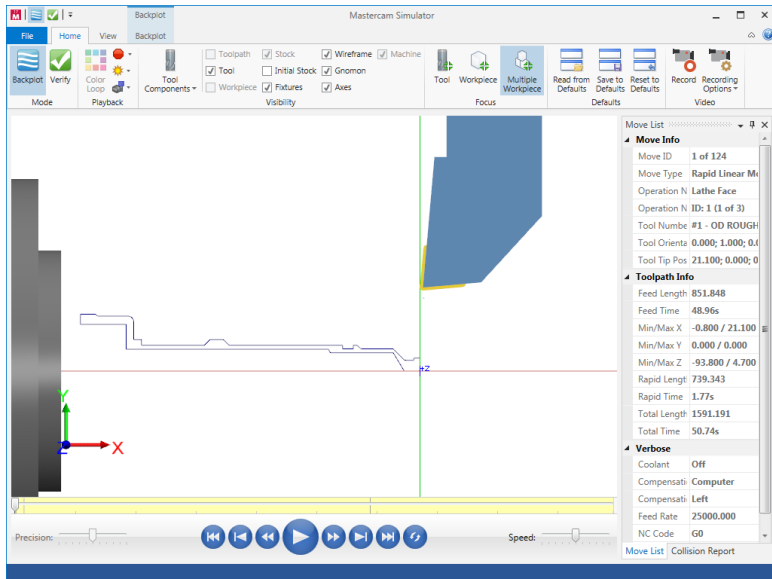 Backplot
Mastercam Simulator
File
Home
View
Backplot
Backplot
Verify
Mode
Color
Loop
Playback
Tool
Components
Toolpath
Stock
Wireframe
Machine
Tool
Initial Stock
Gnomon
Workpiece
Fixtures
Axes
Visibility
Tool
Workpiece
Multiple
Workpiece
Focus
Read from
Defaults
Save to
Defaults
Reset to
Defaults
Defaults
Record
Recording
Options
Video
+Z
Y
Z
X
Precision:
Speed:
Move List
Move Info
Move ID 1 of 124
Move Type Rapid Linear Mo
Operation N Lathe Face
Operation N ID: 1 (1 of 3)
Tool Numbe #1 - OD ROUGH
Tool Orienta 0.000; 1.000; 0.0
Tool Tip Pos 21.100; 0.000; 0
Toolpath Info
Feed Length 851.848
Feed Time 48.96s
Min/Max X -0.800 / 21.100
Min/Max Y 0.000 / 0.000
Min/Max Z -93.800 / 4.700
Rapid Lengt 739.343
Rapid Time 1.77s
Total Length 1591.191
Total Time 50.74s
Verbose
Coolant Off
Compensati Computer
Compensati Left
Feed Rate 25000.000
NC Code G0
Move List Collision Report